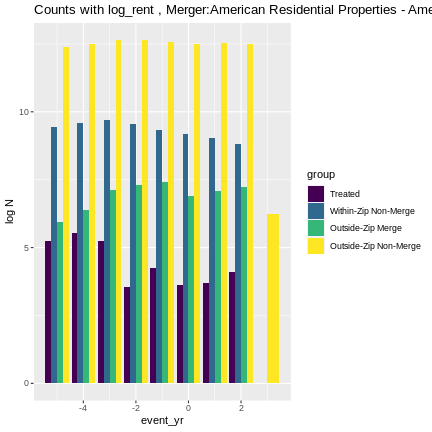 Counts with log_rent , Merger:American Residential Properties - Ame
log N
10
5
0
-4
-2
0
2
event_yr
group
Treated
Within-Zip Non-Merge
Outside-Zip Merge
Outside-Zip Non-Merge